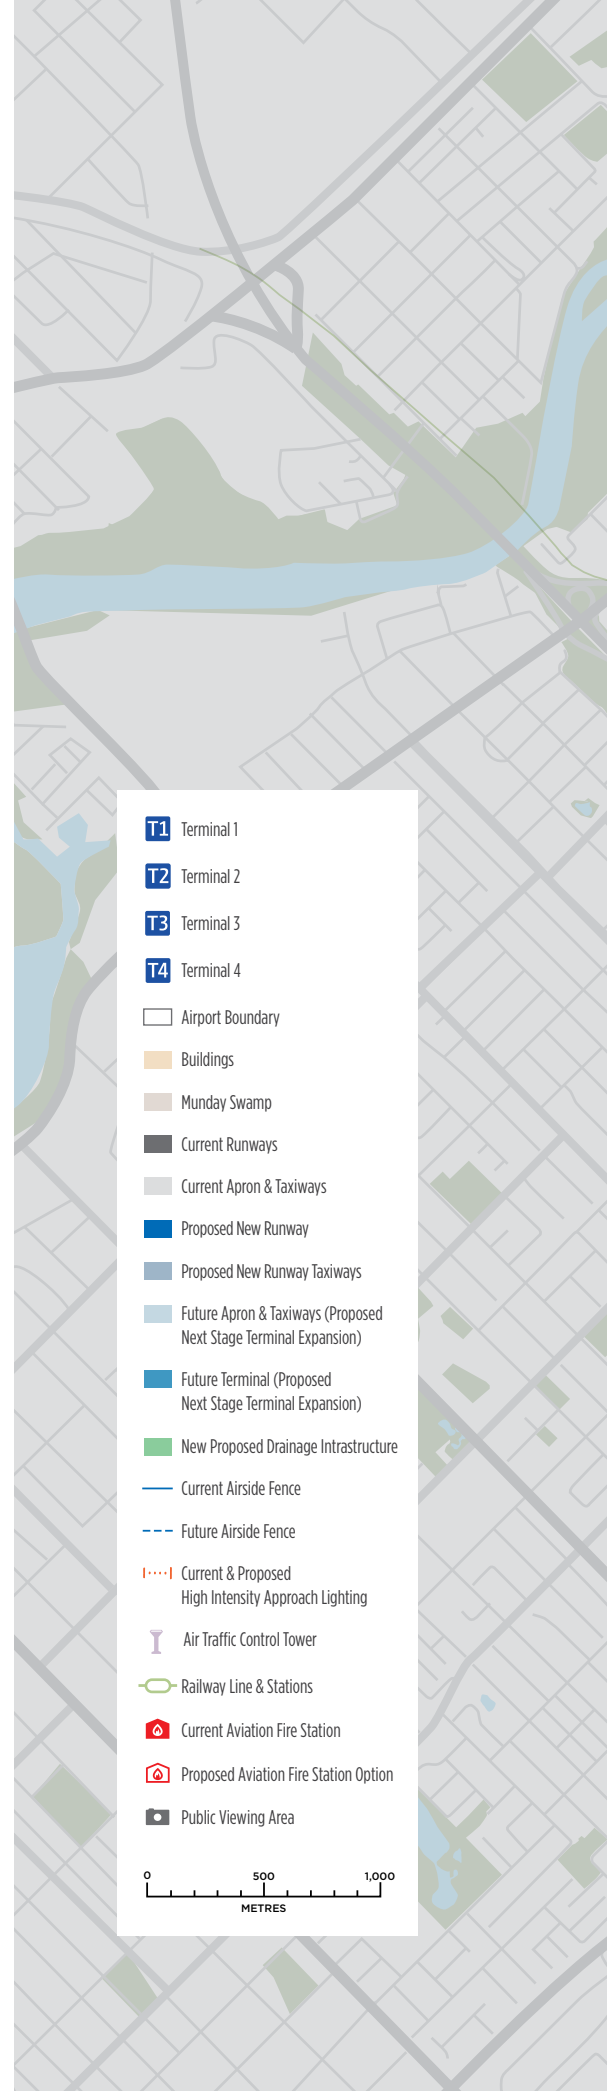 T1 Terminal 1
T2 Terminal 2
T3 Terminal 3
T4 Terminal 4
Airport Boundary
Buildings
Munday Swamp
Current Runways
Current Apron & Taxiways
Proposed New Runway
Proposed New Runway Taxiways
Future Apron & Taxiways (Proposed
Next Stage Terminal Expansion)
Future Terminal (Proposed
Next Stage Terminal Expansion)
New Proposed Drainage Intrastructure
Current Airside Fence
Future Airside Fence
Current & Proposed
High Intensity Approach Lighting
Air Traffic Control Tower
Railway Line & Stations
Current Aviation Fire Station
Proposed Aviation Fire Station Option
Public Viewing Area
0 500 1,000
METRES